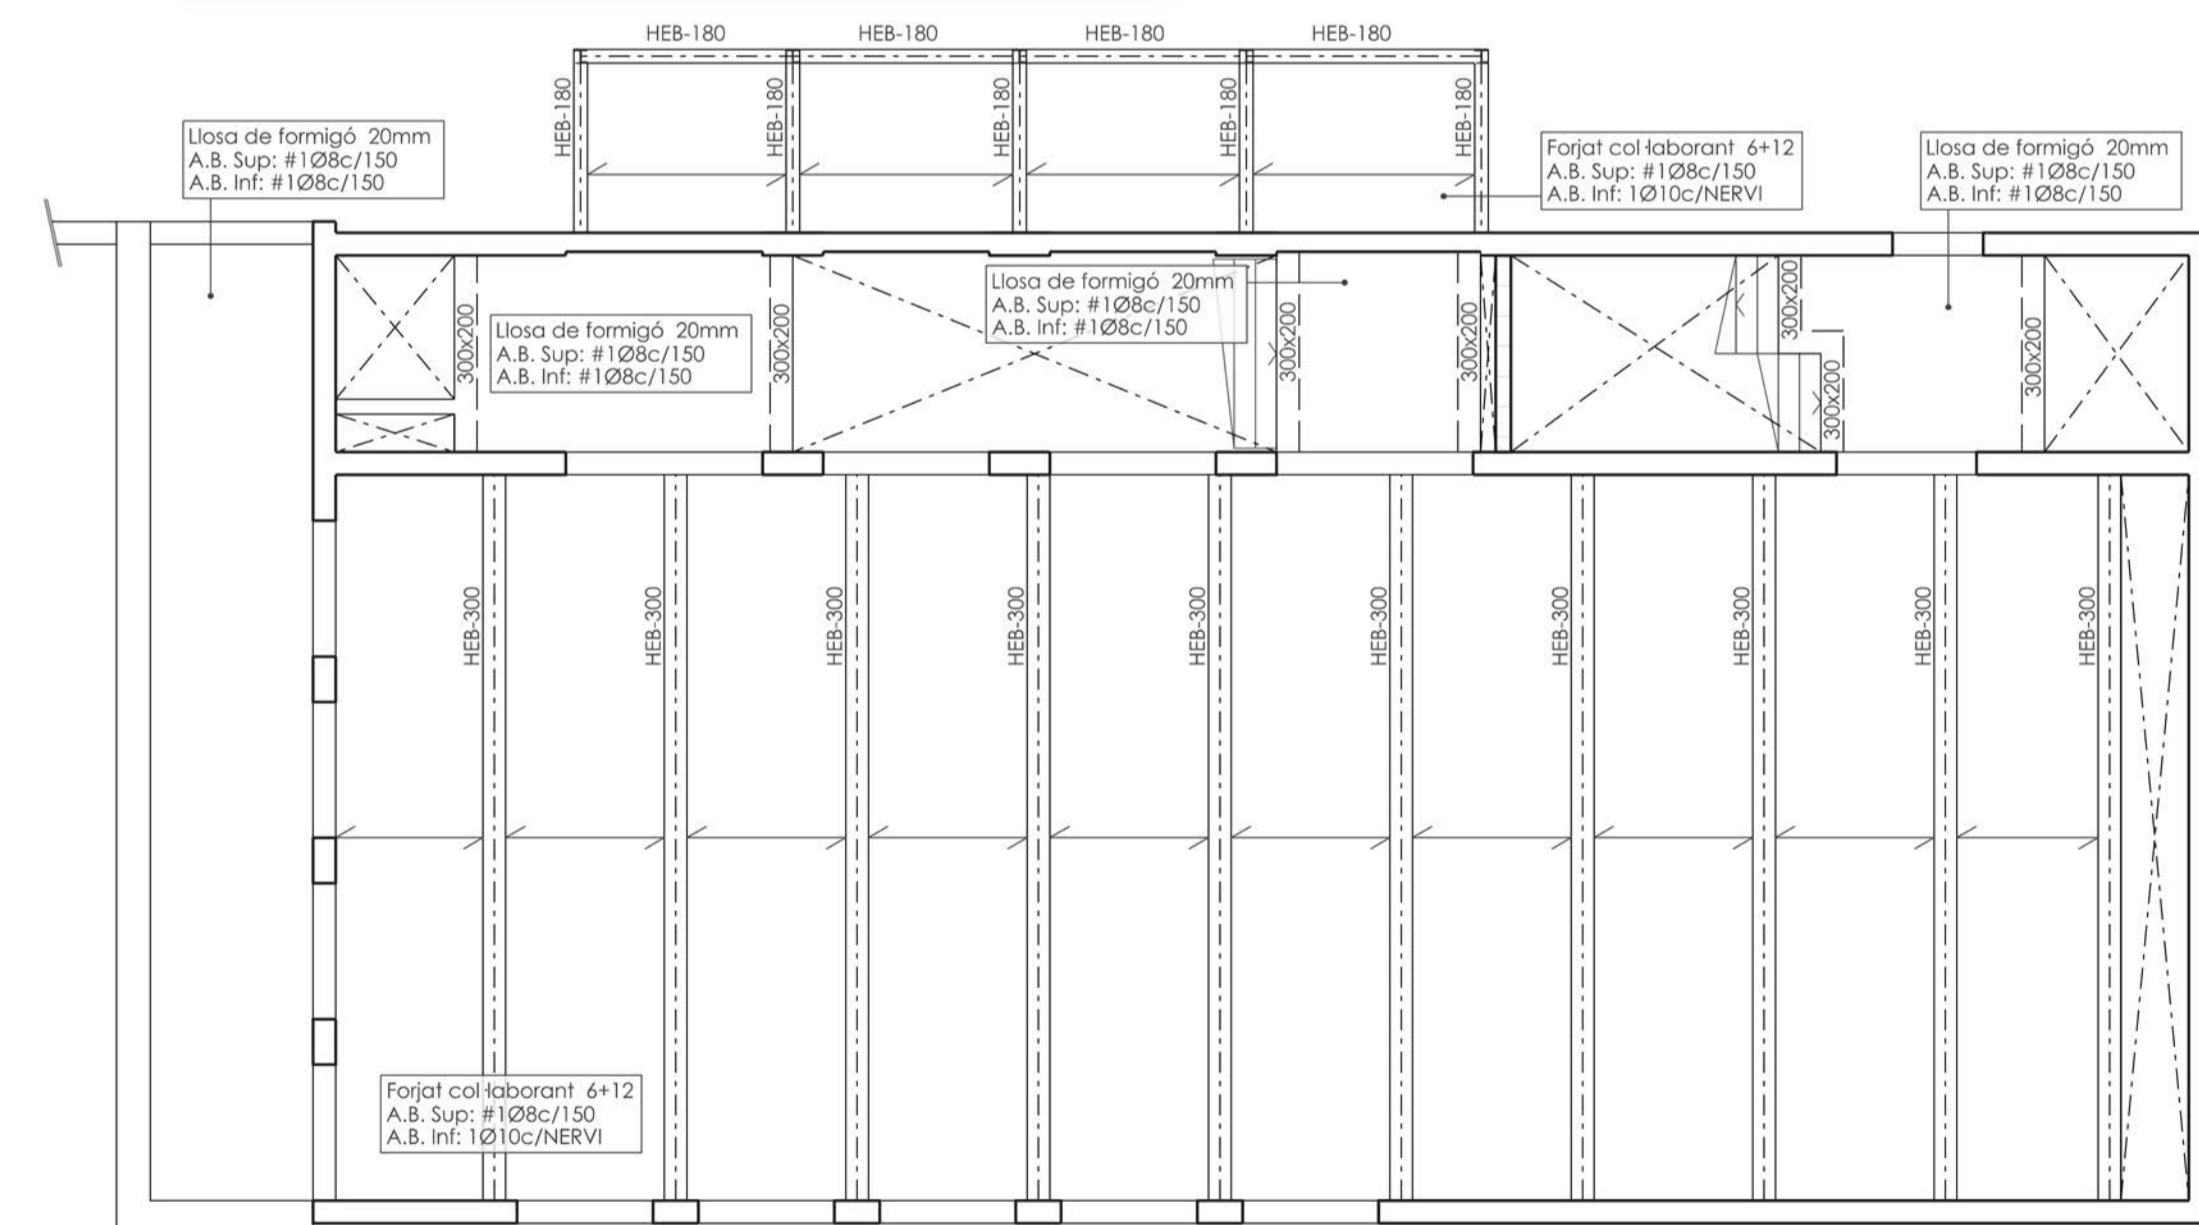 HEB-180
HEB-180
HEB-180
HEB-180
HEB-180
HEB-180
HEB-180
HEB-180
HEB-180
Llosa de formigó 20mm
A.B. Sup: #1Ø8c/150
A.B. Inf: #1Ø8c/150
Forjat col·laborant 6+12
A.B. Sup: #1Ø8c/150
A.B. Inf: 1Ø10c/NERVI
Llosa de formigó 20mm
A.B. Sup: #1Ø8c/150
A.B. Inf: #1Ø8c/150
300x200
Llosa de formigó 20mm
A.B. Sup: #1Ø8c/150
A.B. Inf: #1Ø8c/150
300x200
Llosa de formigó 20mm
A.B. Sup: #1Ø8c/150
A.B. Inf: #1Ø8c/150
300x200
300x200
300x200
300x200
300x200
HEB-300
HEB-300
HEB-300
HEB-300
HEB-300
HEB-300
HEB-300
HEB-300
HEB-300
HEB-300
Forjat col·laborant 6+12
A.B. Sup: #1Ø8c/150
A.B. Inf: 1Ø10c/NERVI